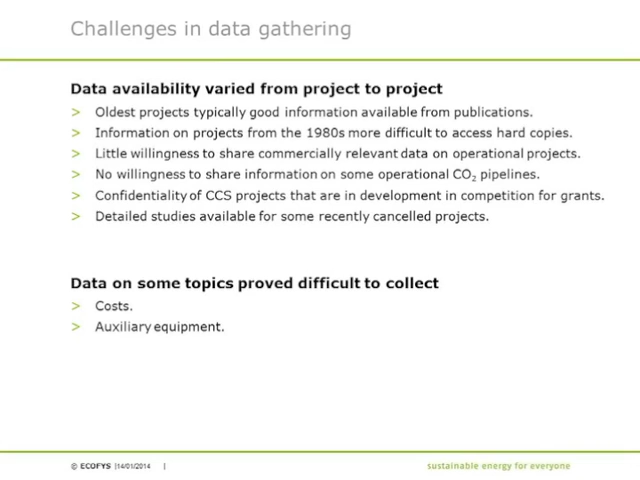 Challenges in data gathering
Data availability varied from project to project
> Oldest projects typically good information available from publications.
> Information on projects from the 1980s more difficult to access hard copies.
> Little willingness to share commercially relevant data on operational projects.
> No willingness to share information on some operational CO₂ pipelines.
> Confidentiality of CCS projects that are in development in competition for grants.
> Detailed studies available for some recently cancelled projects.
Data on some topics proved difficult to collect
> Costs.
> Auxiliary equipment.
© ECOFYS |14/01/2014 | sustainable energy for everyone